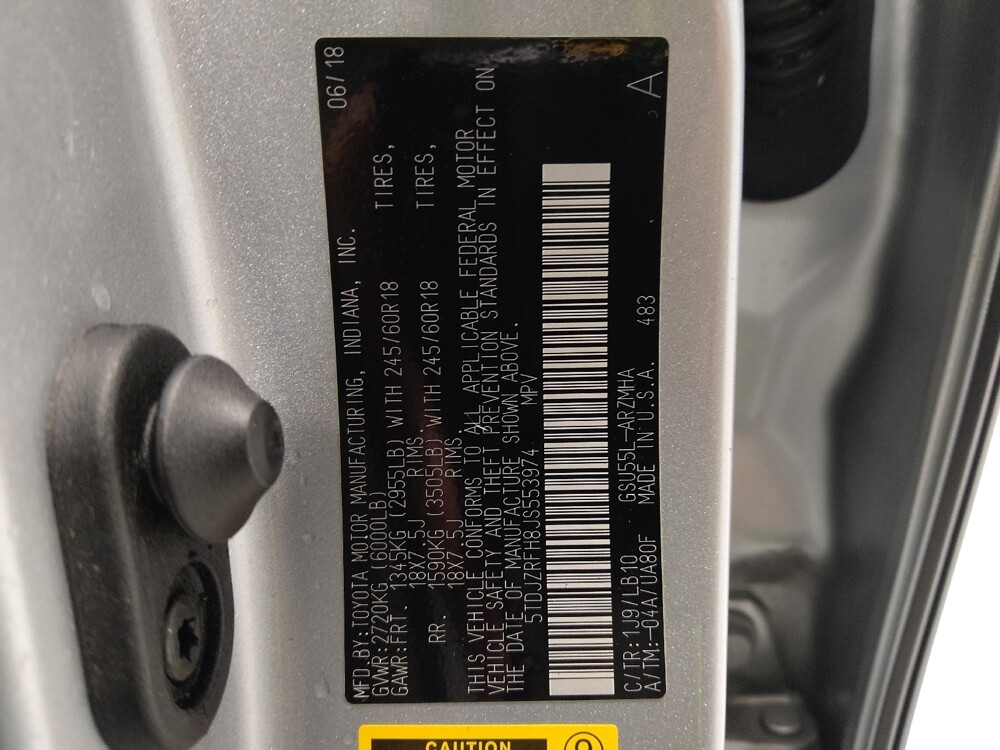 MFD.BY:TOYOTA MOTOR MANUFACTURING, INDIANA, INC. 06/18
GVWR:2720KG (6000LB)
GAWR:FRT. 1345KG (2955LB) WITH 245/60R18 TIRES,
18X7.5J RIMS.
RR. 1590KG (3505LB) WITH 245/60R18 TIRES,
18X7.5J RIMS.
THIS VEHICLE CONFORMS TO ALL APPLICABLE FEDERAL MOTOR
VEHICLE SAFETY AND THEFT PREVENTION STANDARDS IN EFFECT ON
THE DATE OF MANUFACTURE SHOWN ABOVE.
5TDJZRFH8JS553974 MPV
C/TR:1J9/LB10 GSU55L-ARZMHA
A/TM:-04A/UA80F MADE IN U.S.A. 483 A
CAUTION